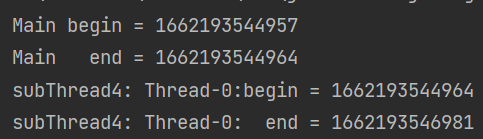 Main begin = 1662193544957
Main   end = 1662193544964
subThread4: Thread-0:begin = 1662193544964
subThread4: Thread-0:  end = 1662193546981